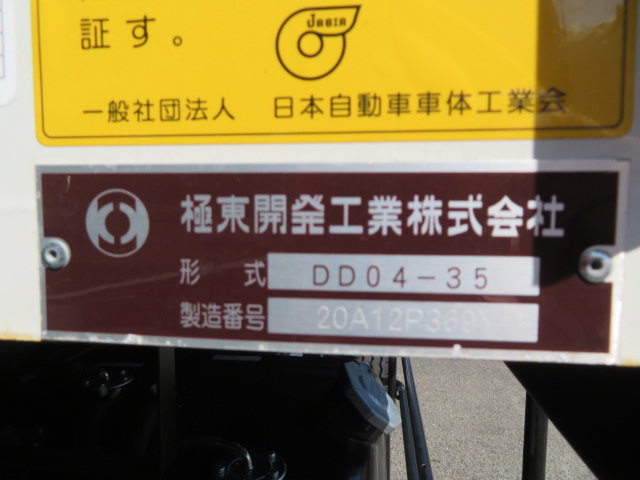 証す。
JABIA
一般社団法人 日本自動車車体工業会
極東開発工業株式会社
形 式 DD04-35
製造番号